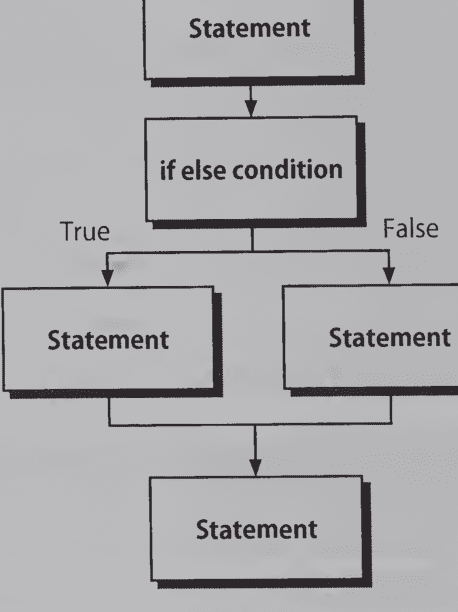 Statement
if else condition
True
False
Statement
Statement
Statement